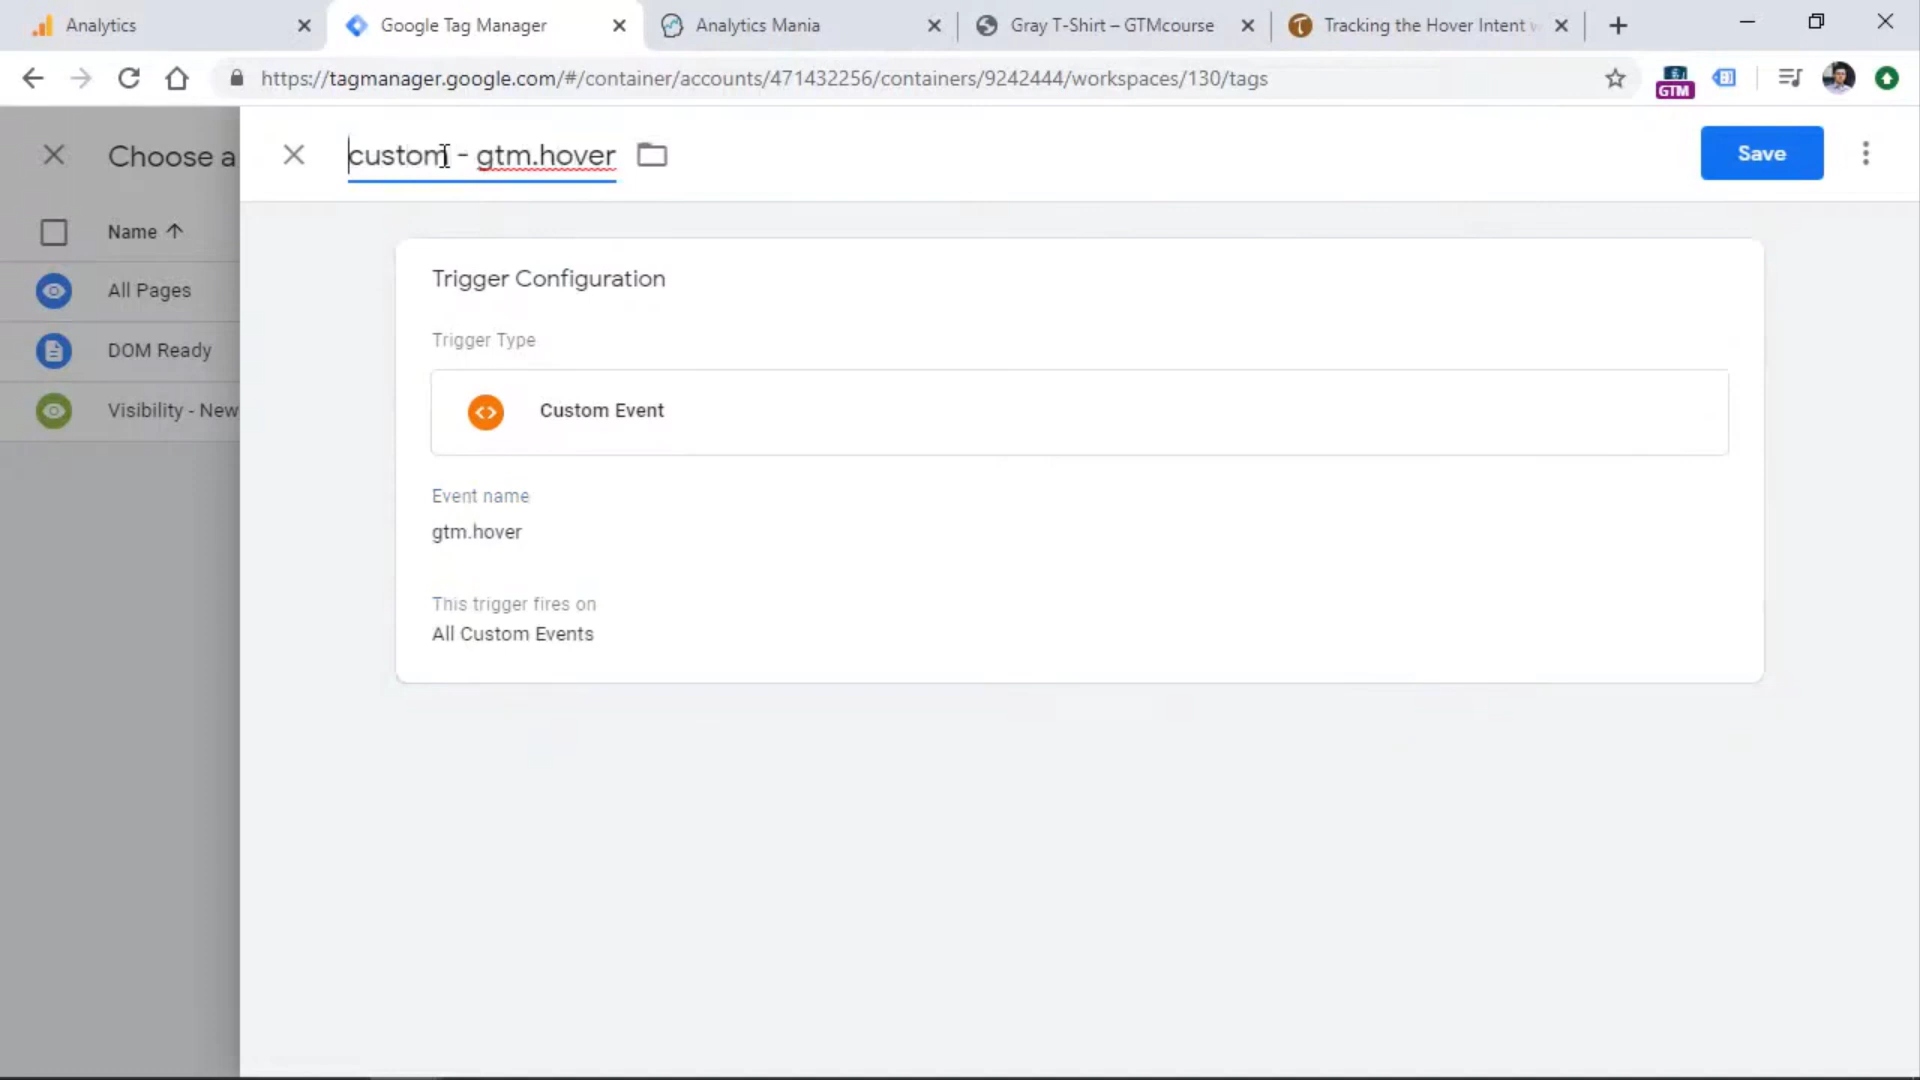 Analytics
Google Tag Manager
Analytics Mania
Gray T-Shirt – GTMcourse
Tracking the Hover Intent w
https://tagmanager.google.com/#/container/accounts/471432256/containers/9242444/workspaces/130/tags
GTM
Choose a
custom - gtm.hover
Save
Name
All Pages
DOM Ready
Visibility - New
Trigger Configuration
Trigger Type
Custom Event
Event name
gtm.hover
This trigger fires on
All Custom Events